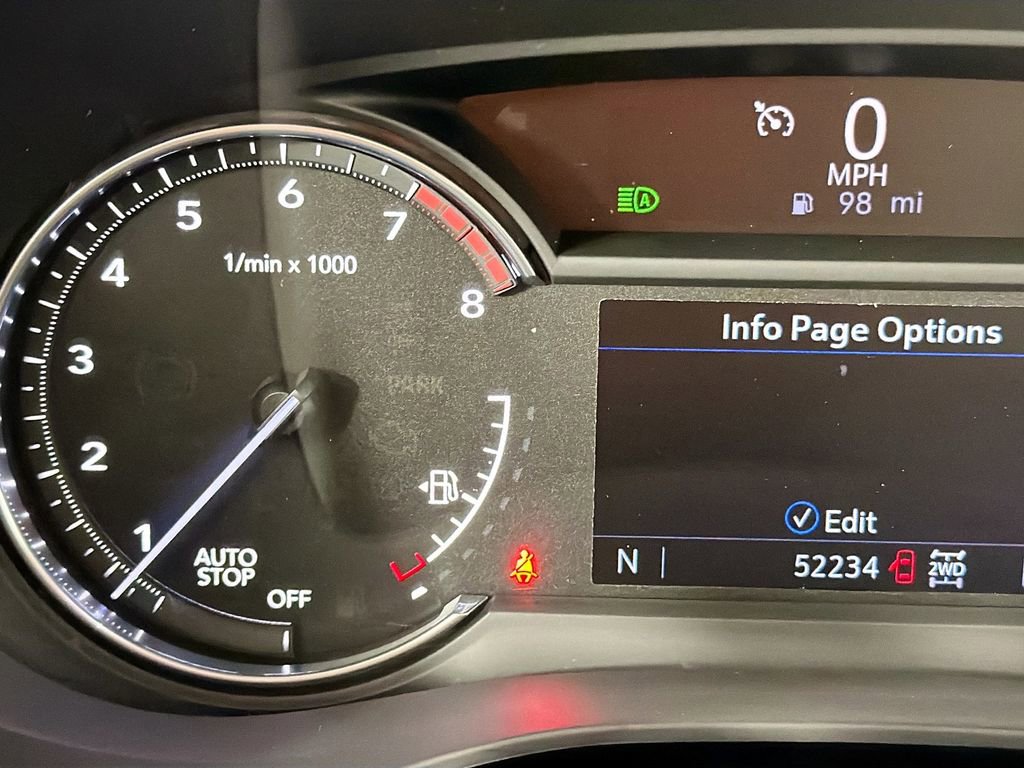 0
MPH
A
98 mi
5
6
7
4
1/min x 1000
8
3
Info Page Options
PARK
2
1
Edit
AUTO
STOP
N
52234
2WD
OFF